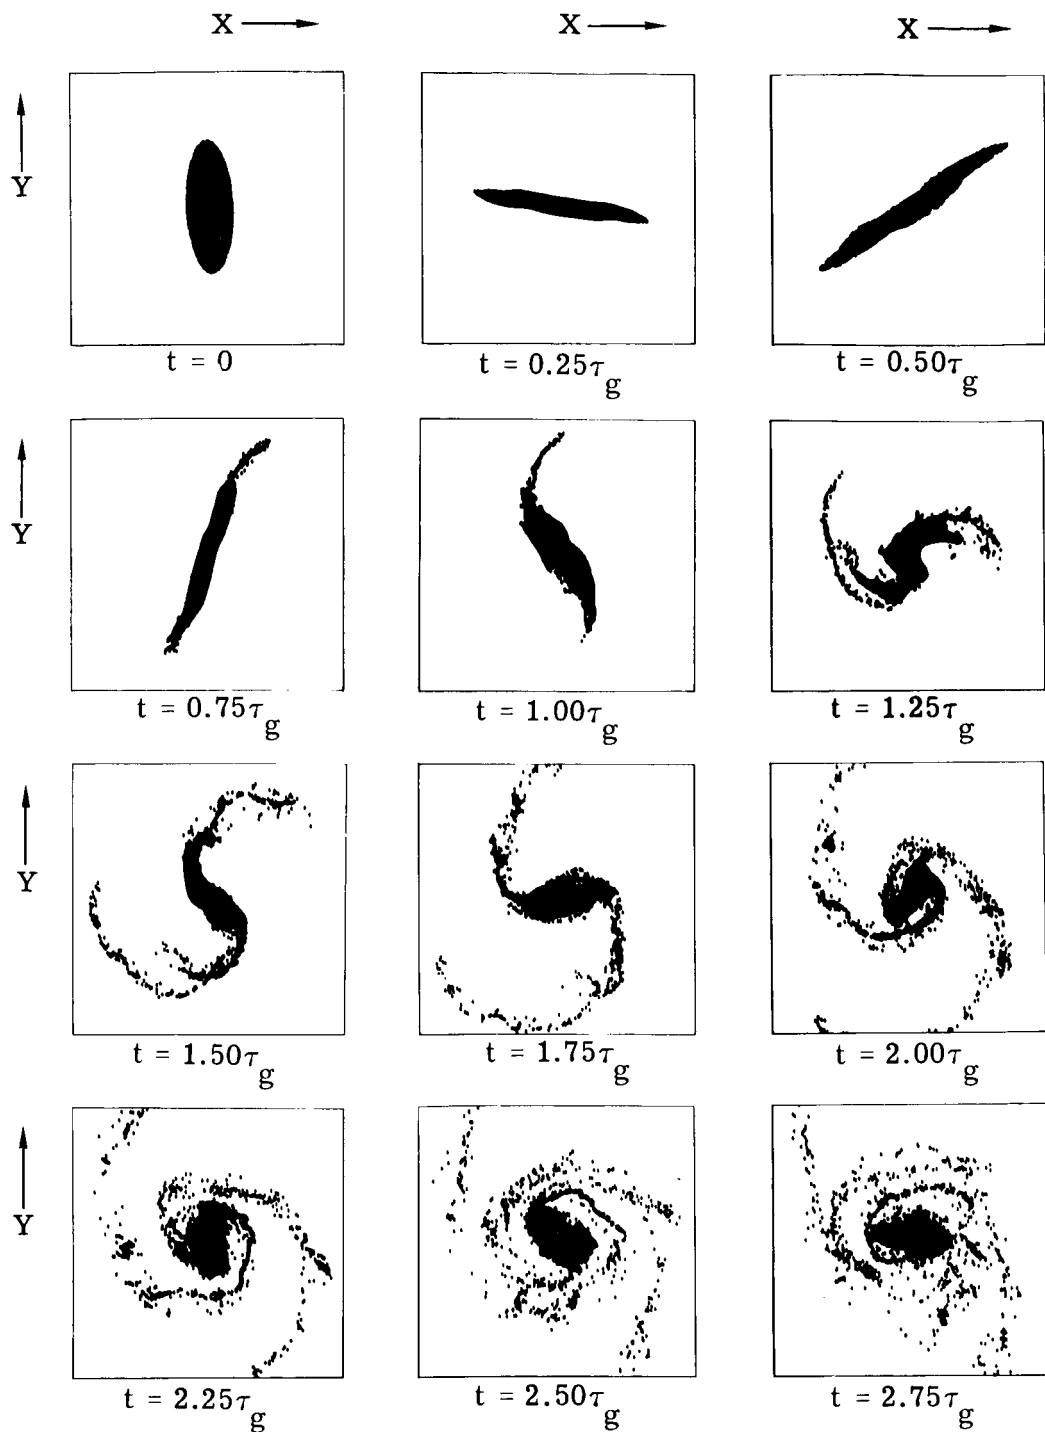 X X X
Y
t = 0 t = 0.25τg t = 0.50τg
Y
t = 0.75τg t = 1.00τg t = 1.25τg
Y
t = 1.50τg t = 1.75τg t = 2.00τg
Y
t = 2.25τg t = 2.50τg t = 2.75τg